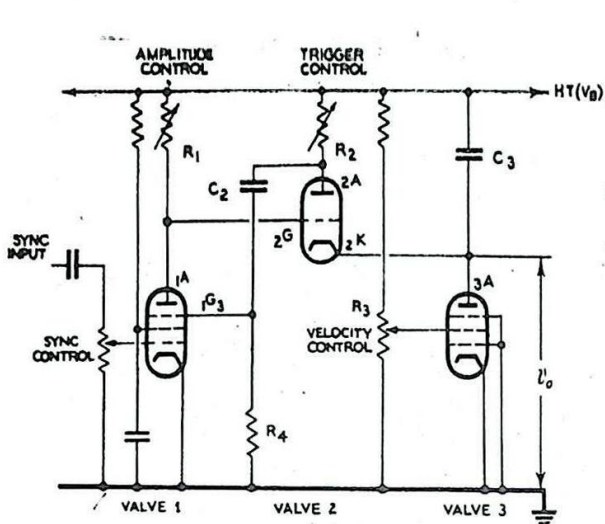 AMPLITUDE CONTROL
TRIGGER CONTROL
HT(VB)
R1
R2
C2
C3
2A
2G
2K
SYNC INPUT
1A
1G3
3A
R3
SYNC CONTROL
VELOCITY CONTROL
R4
VALVE 1
VALVE 2
VALVE 3